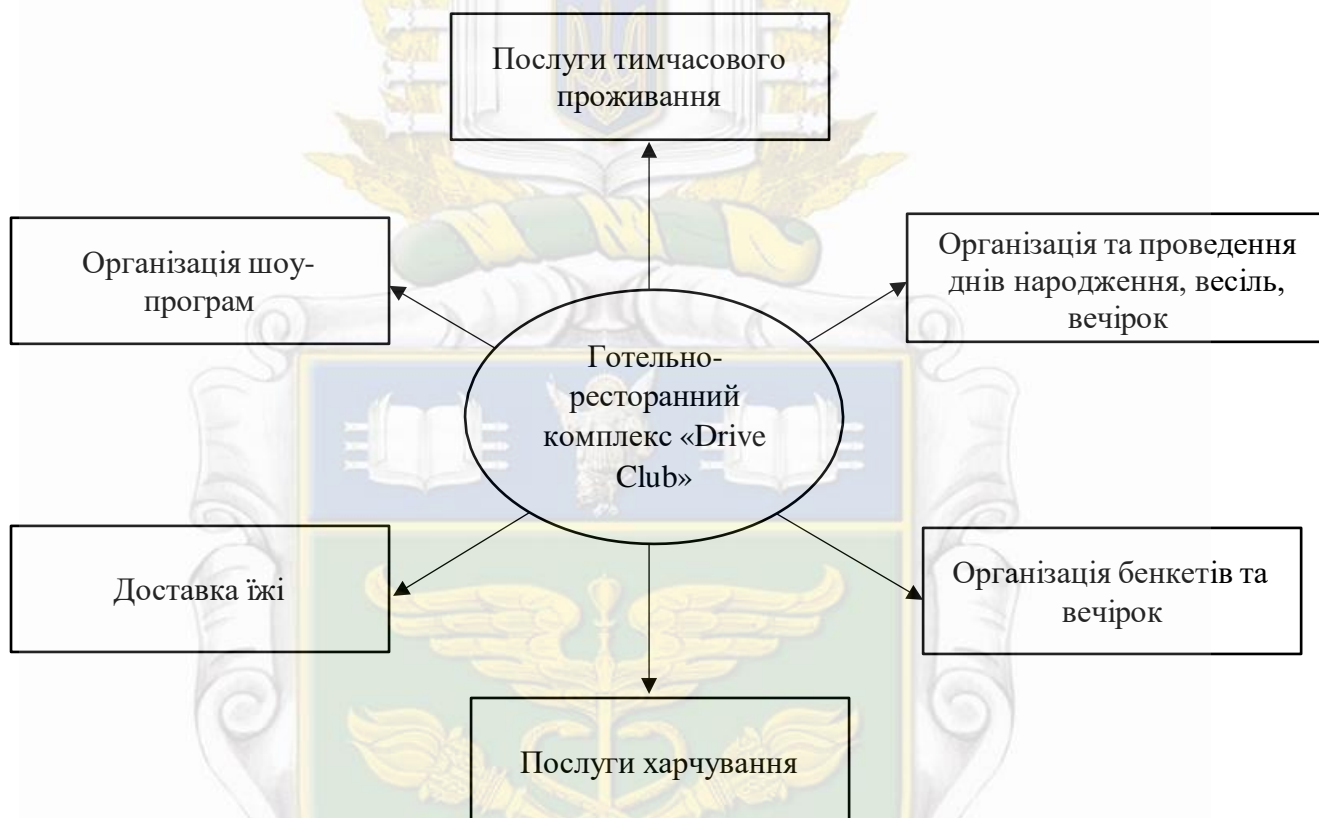 Послуги тимчасового
проживання
Організація шоу-
програм
Організація та проведення
днів народження, весіль,
вечірок
Готельно-
ресторанний
комплекс «Drive
Club»
Доставка їжі
Організація бенкетів та
вечірок
Послуги харчування